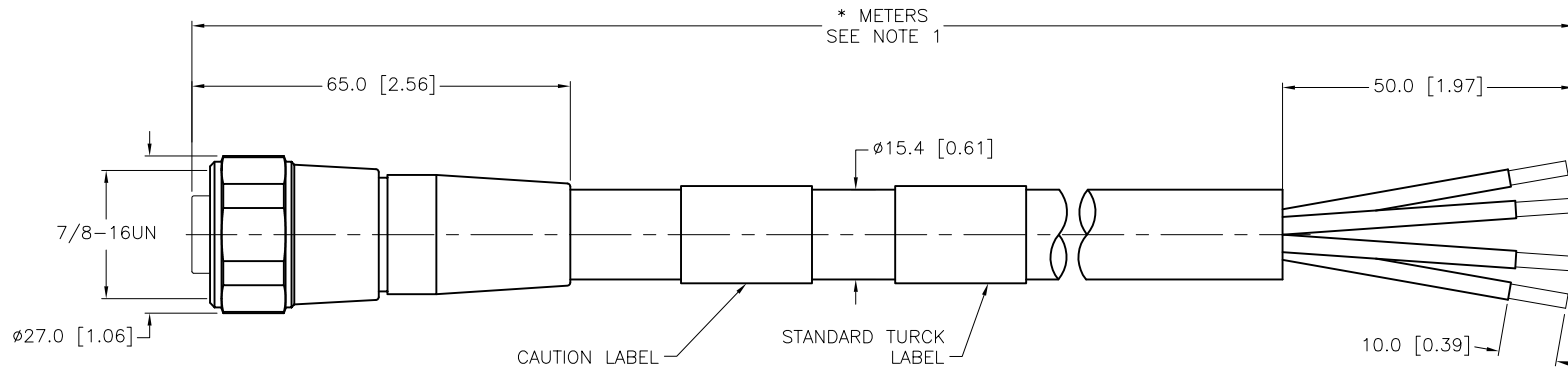 * METERS
SEE NOTE 1
65.0 [2.56]
50.0 [1.97]
ø15.4 [0.61]
7/8-16UN
ø27.0 [1.06]
CAUTION LABEL
STANDARD TURCK
LABEL
10.0 [0.39]